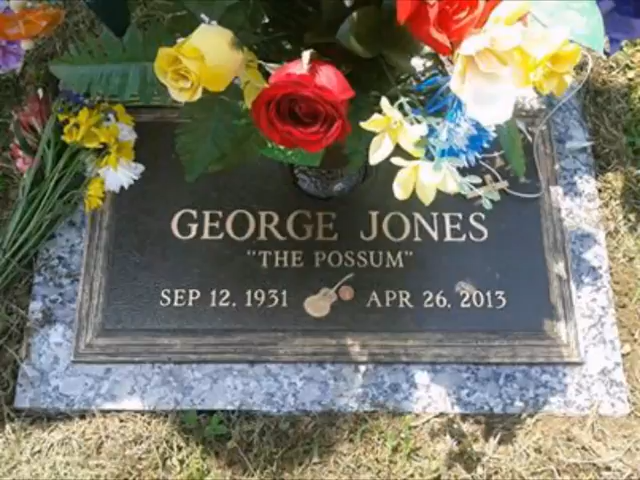 GEORGE JONES
"THE POSSUM"
SEP 12, 1931 APR 26, 2013